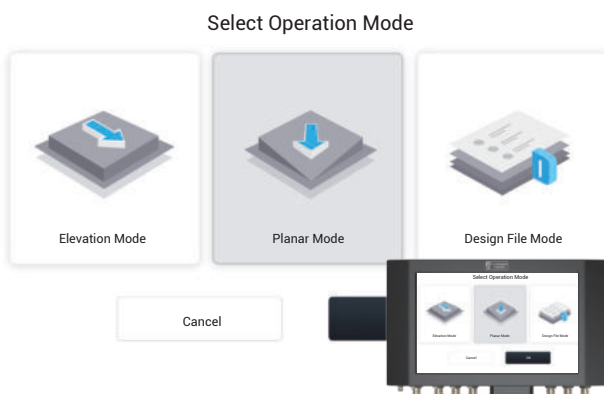 Select Operation Mode
Elevation Mode
Planar Mode
Design File Mode
Cancel
Select Operation Mode
Elevation Mode
Planar Mode
Design File Mode
Cancel
OK